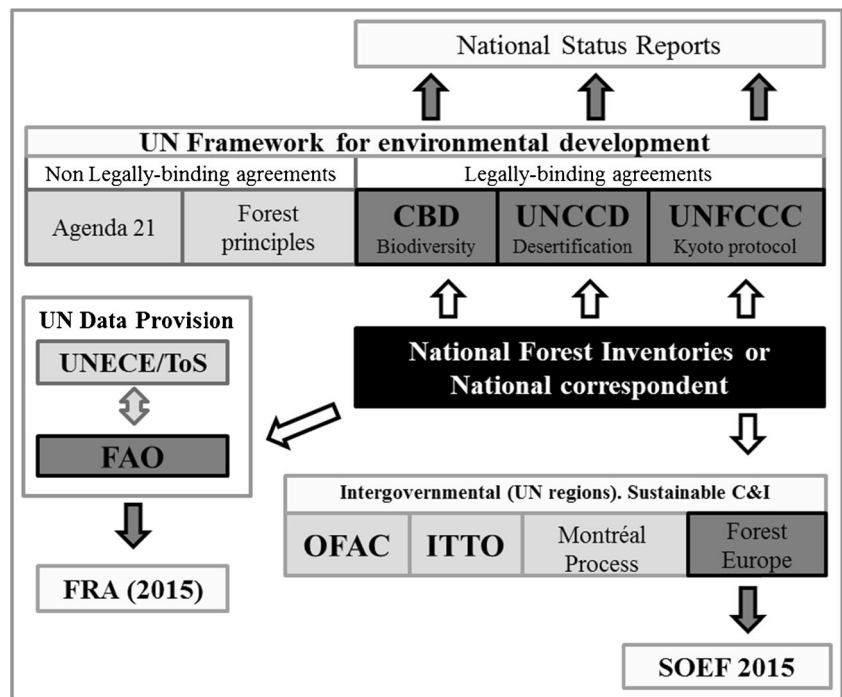 National Status Reports
UN Framework for environmental development
Non Legally-binding agreements
Legally-binding agreements
Agenda 21
Forest
principles
CBD
Biodiversity
UNCCD
Desertification
UNFCCC
Kyoto protocol
UN Data Provision
UNECE/ToS
FAO
National Forest Inventories or
National correspondent
Intergovernmental (UN regions). Sustainable C&I
OFAC
ITTO
Montréal
Process
Forest
Europe
FRA (2015)
SOEF 2015